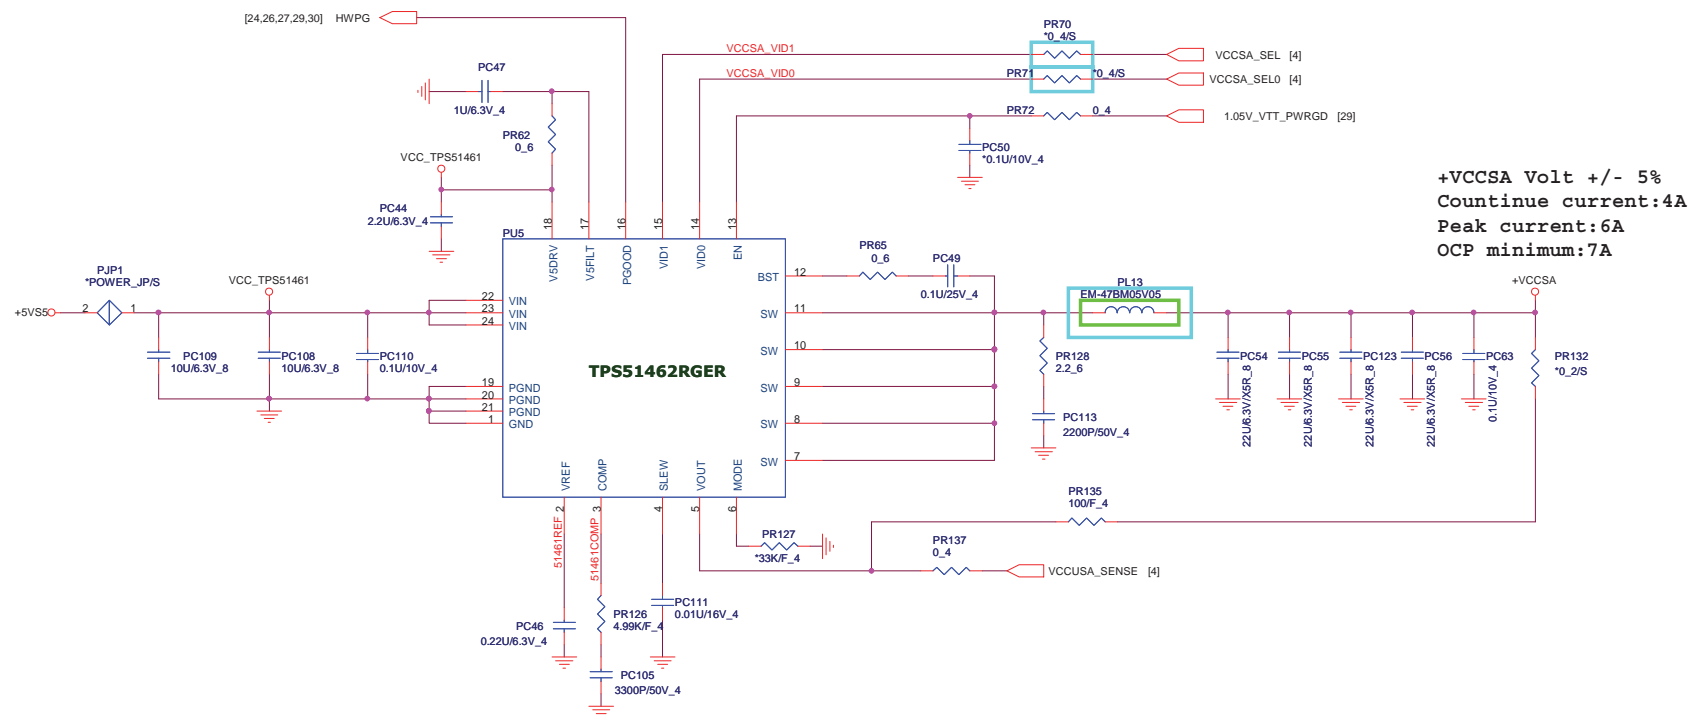 [24,26,27,29,30] HWPG
PR70
*0_4/S
VCCSA_VID1
VCCSA_SEL [4]
PR71
*0_4/S
VCCSA_VID0
VCCSA_SEL0 [4]
PC47
1U/6.3V_4
PR62
0_6
PR72
0_4
1.05V_VTT_PWRGD [29]
PC50
*0.1U/10V_4
VCC_TPS51461
PC44
2.2U/6.3V_4
+VCCSA Volt +/- 5%
Countinue current:4A
Peak current:6A
OCP minimum:7A
PU5
18
17
16
15
14
13
V5DRV
V5FILT
PGOOD
VID1
VID0
EN
PJP1
*POWER_JP/S
VCC_TPS51461
+5VS5
2
1
22
VIN
23
VIN
24
VIN
BST
12
PR65
0_6
PC49
0.1U/25V_4
PL13
EM-47BM05V05
+VCCSA
SW
11
SW
10
SW
9
SW
8
SW
7
PC109
10U/6.3V_8
PC108
10U/6.3V_8
PC110
0.1U/10V_4
TPS51462RGER
19
PGND
20
PGND
21
PGND
1
GND
PR128
2.2_6
PC113
2200P/50V_4
PC54
22U/6.3V/X5R_8
PC55
22U/6.3V/X5R_8
PC123
22U/6.3V/X5R_8
PC56
22U/6.3V/X5R_8
PC63
0.1U/10V_4
PR132
*0_2/S
VREF
COMP
SLEW
VOUT
MODE
2
3
4
5
6
51461REF
51461COMP
PR127
*33K/F_4
PR135
100/F_4
PR137
0_4
VCCUSA_SENSE [4]
PC46
0.22U/6.3V_4
PR126
4.99K/F_4
PC111
0.01U/16V_4
PC105
3300P/50V_4